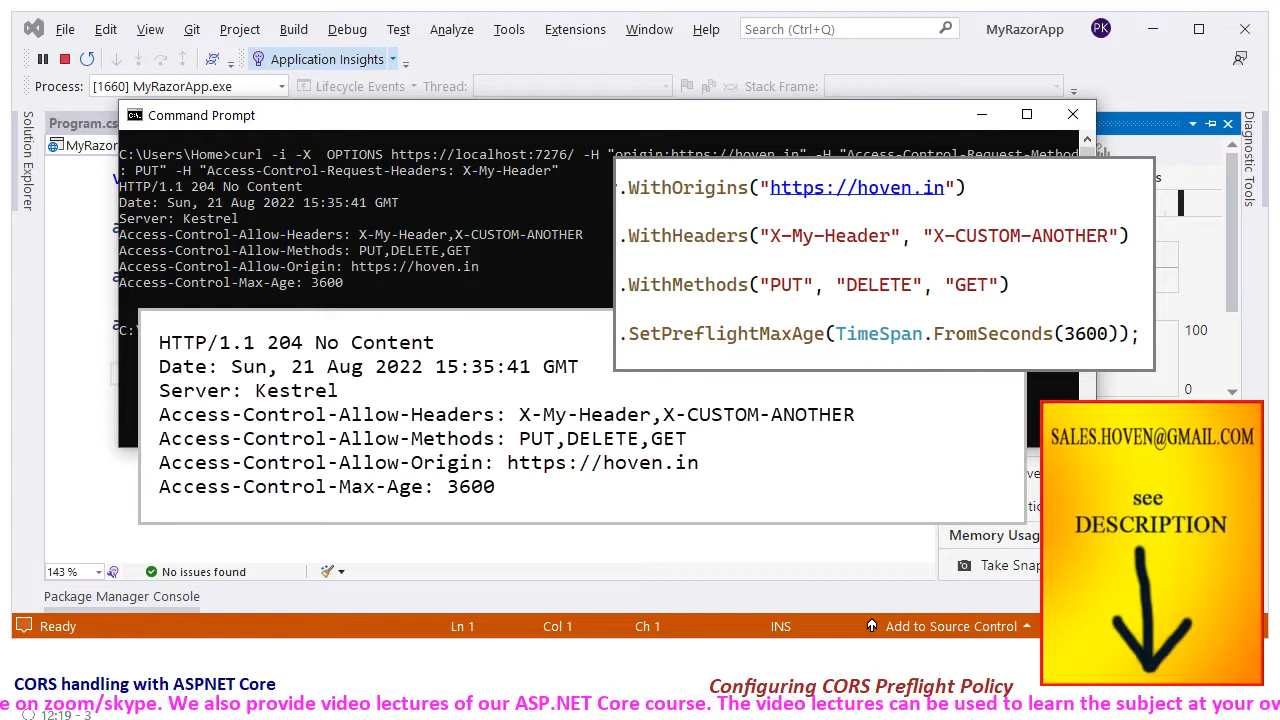 File Edit View Git Project Build Debug Test Analyze Tools Extensions Window Help Search (Ctrl+Q) MyRazorApp PK
Application Insights
Process: [1660] MyRazorApp.exe Lifecycle Events Thread: Stack Frame:
Solution Explorer
Program.cs
MyRazor
Command Prompt
Diagnostic Tools
C:\Users\Home>curl -i -X OPTIONS https://localhost:7276/ -H "origin:https://hoven.in" -H "Access-Control-Request-Method
: PUT" -H "Access-Control-Request-Headers: X-My-Header"
HTTP/1.1 204 No Content
Date: Sun, 21 Aug 2022 15:35:41 GMT
Server: Kestrel
Access-Control-Allow-Headers: X-My-Header,X-CUSTOM-ANOTHER
Access-Control-Allow-Methods: PUT,DELETE,GET
Access-Control-Allow-Origin: https://hoven.in
Access-Control-Max-Age: 3600
C:\
.WithOrigins("https://hoven.in")
.WithHeaders("X-My-Header", "X-CUSTOM-ANOTHER")
.WithMethods("PUT", "DELETE", "GET")
.SetPreflightMaxAge(TimeSpan.FromSeconds(3600));
100
0
HTTP/1.1 204 No Content
Date: Sun, 21 Aug 2022 15:35:41 GMT
Server: Kestrel
Access-Control-Allow-Headers: X-My-Header,X-CUSTOM-ANOTHER
Access-Control-Allow-Methods: PUT,DELETE,GET
Access-Control-Allow-Origin: https://hoven.in
Access-Control-Max-Age: 3600
SALES.HOVEN@GMAIL.COM
see
DESCRIPTION
Memory Usag
Take Snap
143 % No issues found
Package Manager Console
Ready Ln 1 Col 1 Ch 1 INS Add to Source Control
CORS handling with ASPNET Core
Configuring CORS Preflight Policy
e on zoom/skype. We also provide video lectures of our ASP.NET Core course. The video lectures can be used to learn the subject at your ov
12:19 - 3